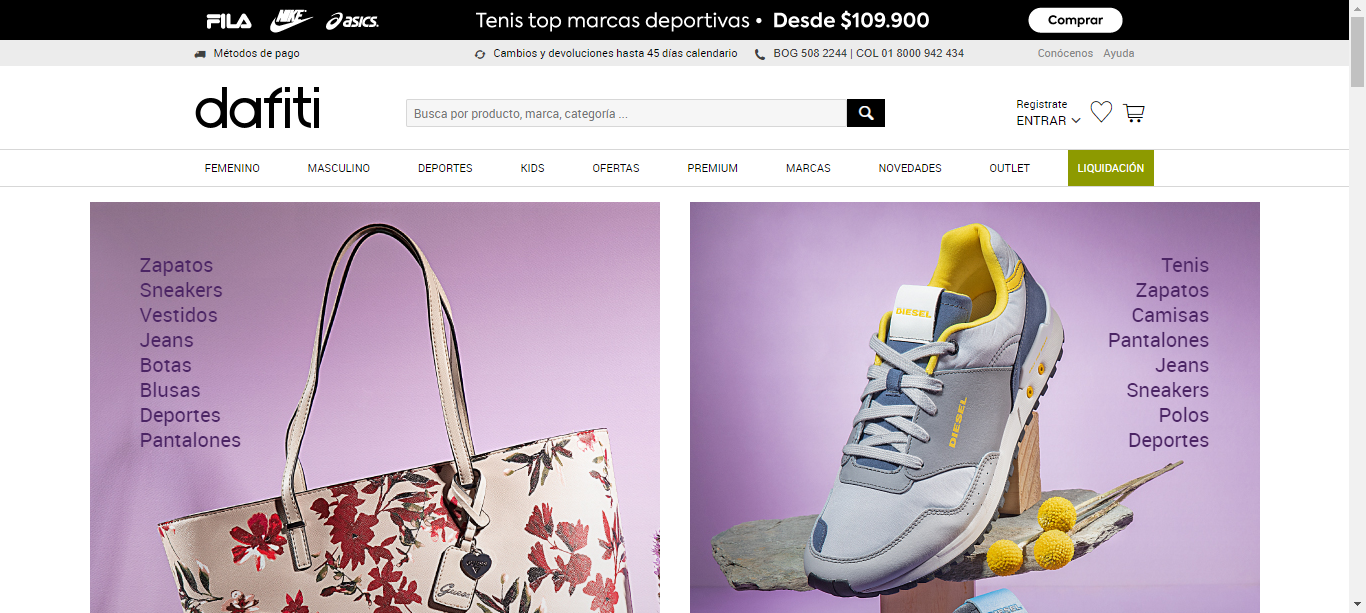 FILA NIKE asics. Tenis top marcas deportivas • Desde $109.900 Comprar
Métodos de pago Cambios y devoluciones hasta 45 días calendario BOG 508 2244 | COL 01 8000 942 434 Conócenos Ayuda
dafiti Busca por producto, marca, categoría ... Registrate
ENTRAR
FEMENINO MASCULINO DEPORTES KIDS OFERTAS PREMIUM MARCAS NOVEDADES OUTLET LIQUIDACIÓN
Zapatos
Sneakers
Vestidos
Jeans
Botas
Blusas
Deportes
Pantalones
Guess
Tenis
Zapatos
Camisas
Pantalones
Jeans
Sneakers
Polos
Deportes
DIESEL
DIESEL